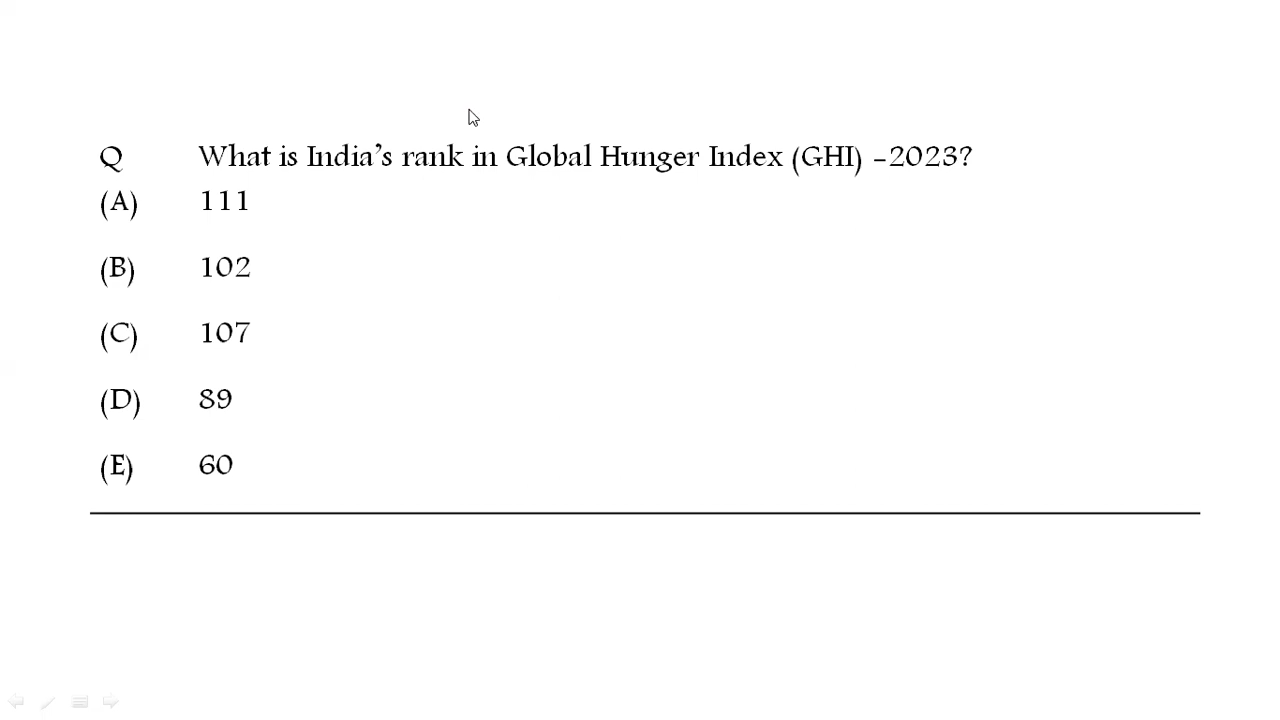 Q What is India's rank in Global Hunger Index (GHI) -2023?
(A) 111
(B) 102
(C) 107
(D) 89
(E) 60